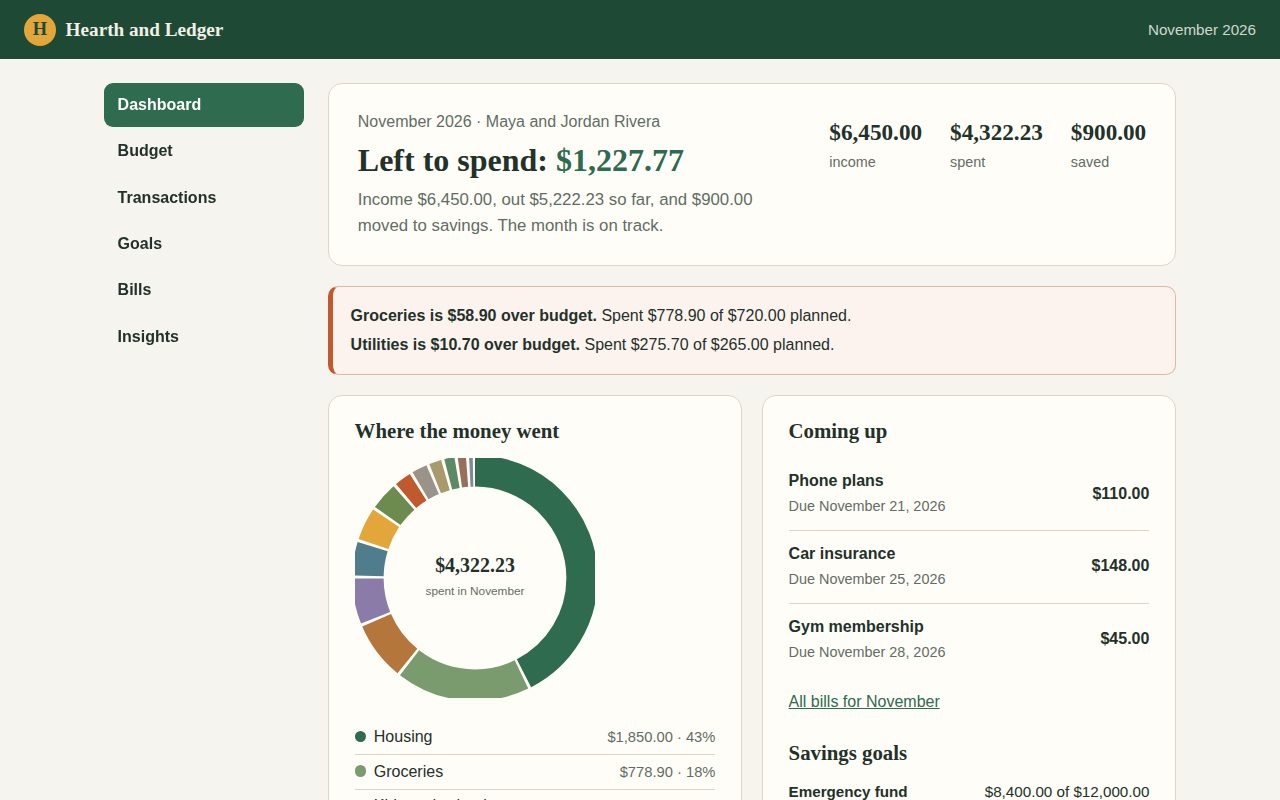 H Hearth and Ledger
November 2026
Dashboard
Budget
Transactions
Goals
Bills
Insights
November 2026 · Maya and Jordan Rivera
Left to spend: $1,227.77
Income $6,450.00, out $5,222.23 so far, and $900.00
moved to savings. The month is on track.
$6,450.00
income
$4,322.23
spent
$900.00
saved
Groceries is $58.90 over budget. Spent $778.90 of $720.00 planned.
Utilities is $10.70 over budget. Spent $275.70 of $265.00 planned.
Where the money went
$4,322.23
spent in November
Housing $1,850.00 · 43%
Groceries $778.90 · 18%
Coming up
Phone plans
Due November 21, 2026
$110.00
Car insurance
Due November 25, 2026
$148.00
Gym membership
Due November 28, 2026
$45.00
All bills for November
Savings goals
Emergency fund $8,400.00 of $12,000.00